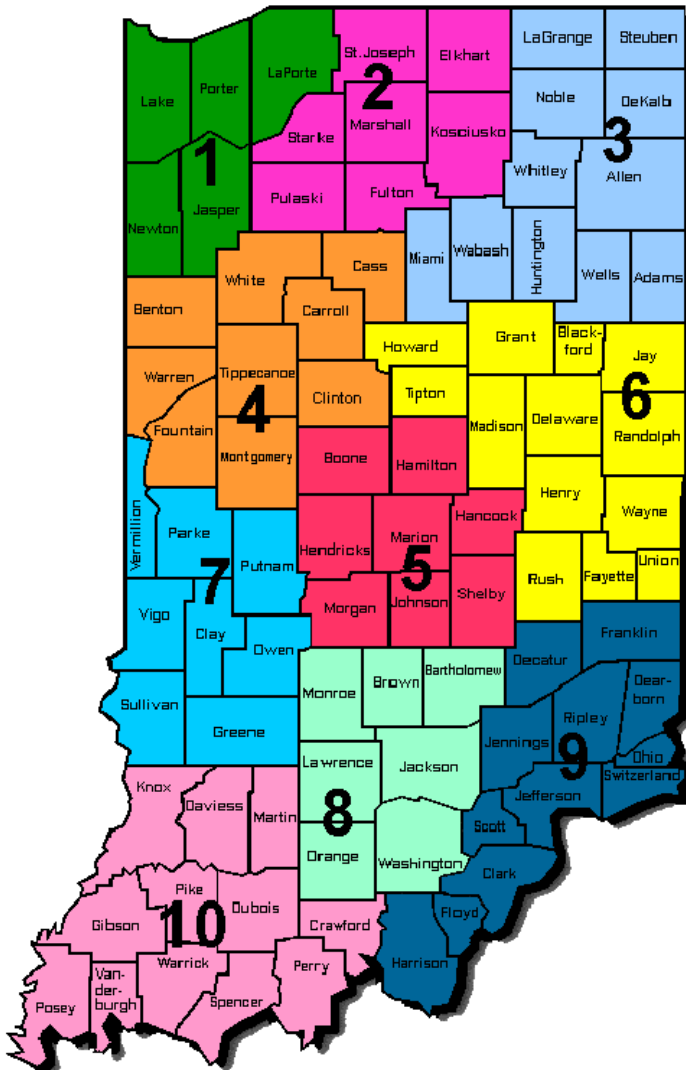 LaGrange
Steuben
St.Joseph
Elkhart
LaPorte
Porter
Lake
2
Noble
DeKalb
Starke
Marshall
Kosciusko
3
1
Whitley
Allen
Pulaski
Fulton
Jasper
Newton
White
Cass
Miami
Wabash
Huntington
Wells
Adams
Benton
Carroll
Howard
Grant
Black-
ford
Jay
Warren
Tippecanoe
Clinton
Tipton
4
6
Madison
Delaware
Randolph
Fountain
Montgomery
Boone
Hamilton
Henry
Wayne
Vermillion
Parke
Hancock
Hendricks
Marion
Putnam
5
7
Rush
Fayette
Union
Shelby
Morgan
Johnson
Vigo
Clay
Owen
Franklin
Decatur
Dear-
born
Monroe
Brown
Bartholomew
Sullivan
Greene
Ripley
Jennings
9
Ohio
Lawrence
Jackson
Switzerland
Knox
Daviess
Martin
8
Jefferson
Scott
Orange
Washington
Clark
Pike
Dubois
10
Gibson
Crawford
Floyd
Harrison
Warrick
Perry
Van-
der-
burgh
Posey
Spencer